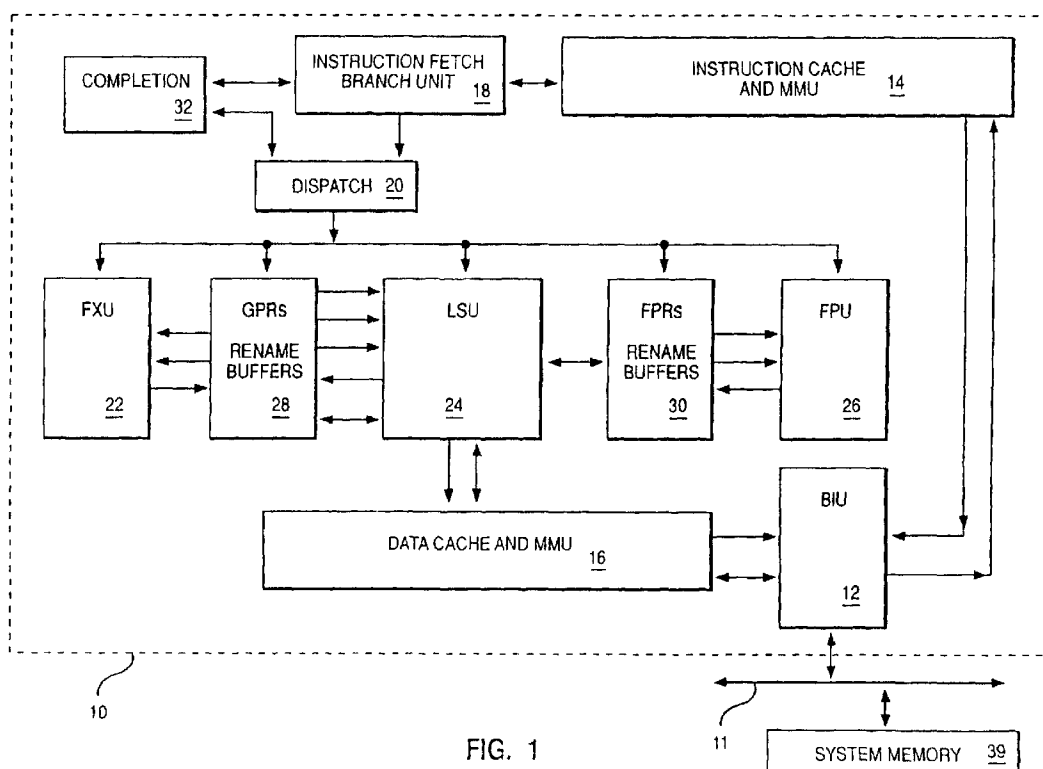 COMPLETION
32
INSTRUCTION FETCH
BRANCH UNIT
18
INSTRUCTION CACHE
AND MMU
14
DISPATCH 20
FXU
22
GPRs
RENAME
BUFFERS
28
LSU
24
FPRs
RENAME
BUFFERS
30
FPU
26
DATA CACHE AND MMU
16
BIU
12
10
11
FIG. 1
SYSTEM MEMORY 39